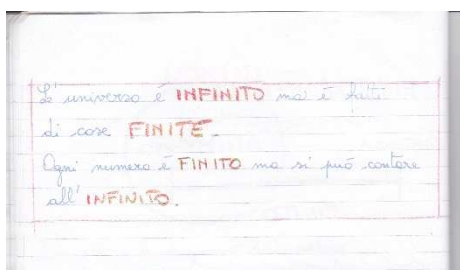 L'universo è INFINITO ma è fatto
di cose FINITE.
Ogni numero è FINITO ma si può contare
all'INFINITO.